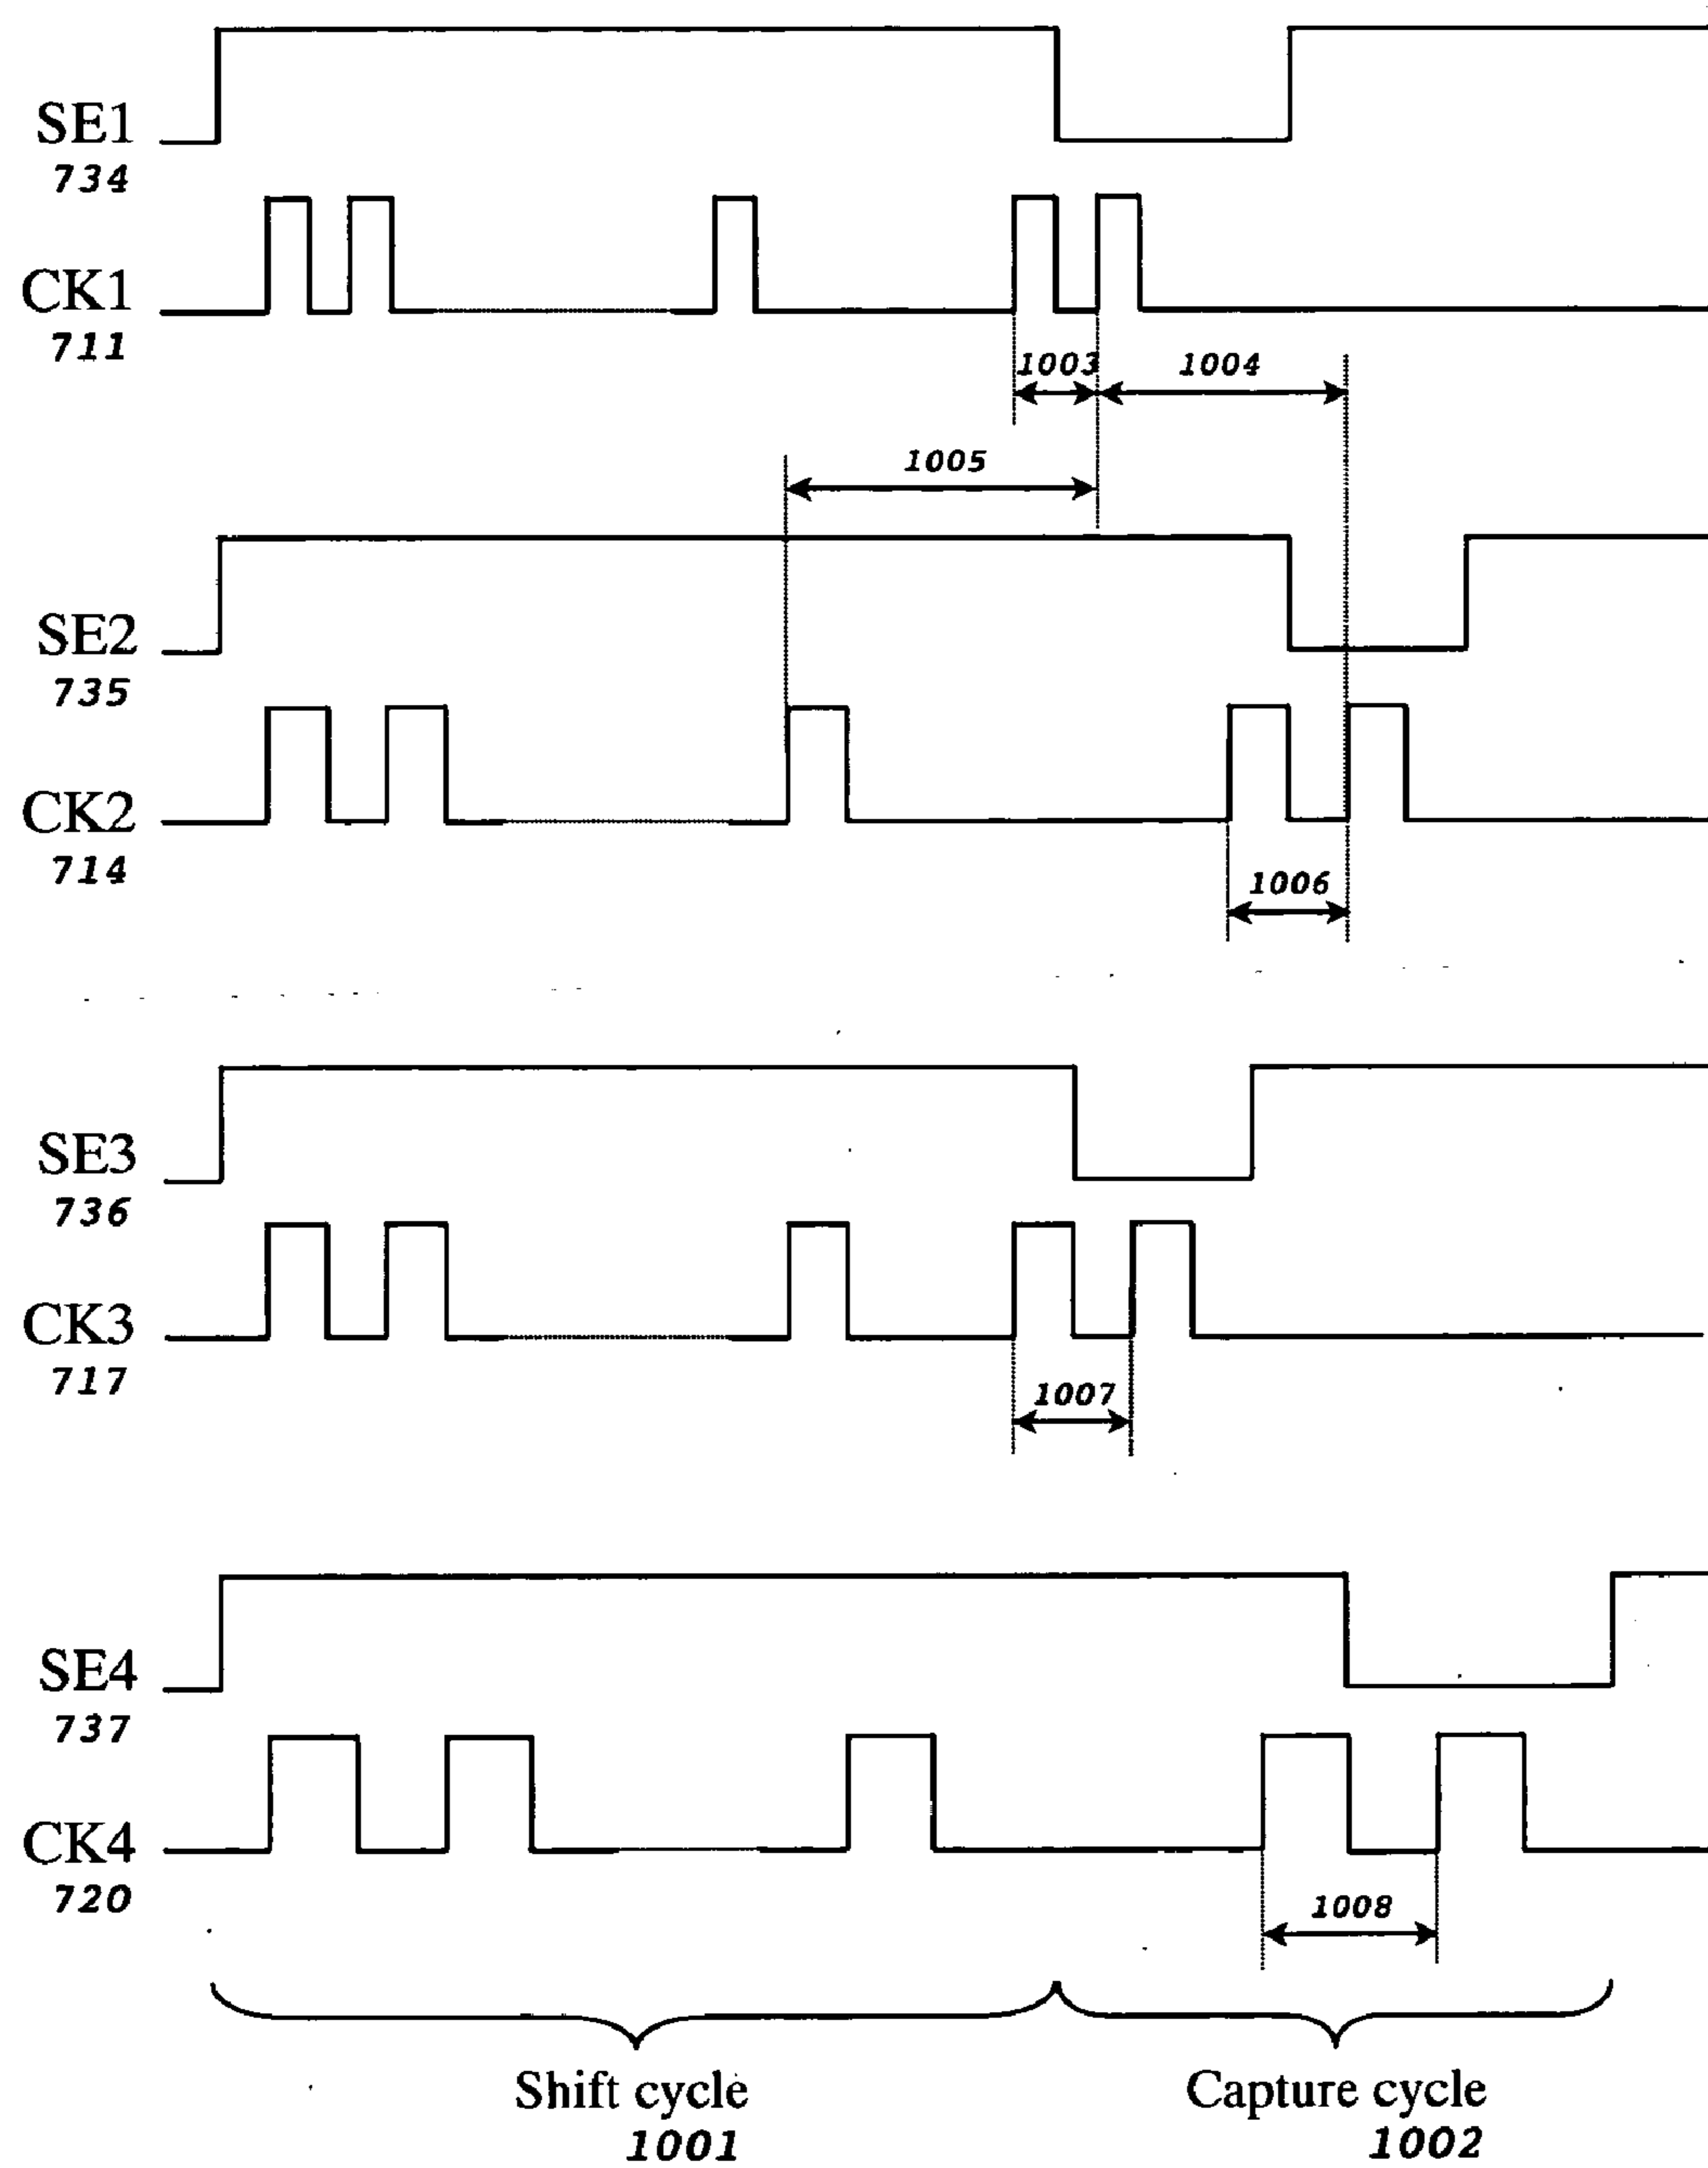 SE1
734
CK1
711
1003
1004
1005
SE2
735
CK2
714
1006
SE3
736
CK3
717
1007
SE4
737
CK4
720
1008
Shift cycle
1001
Capture cycle
1002